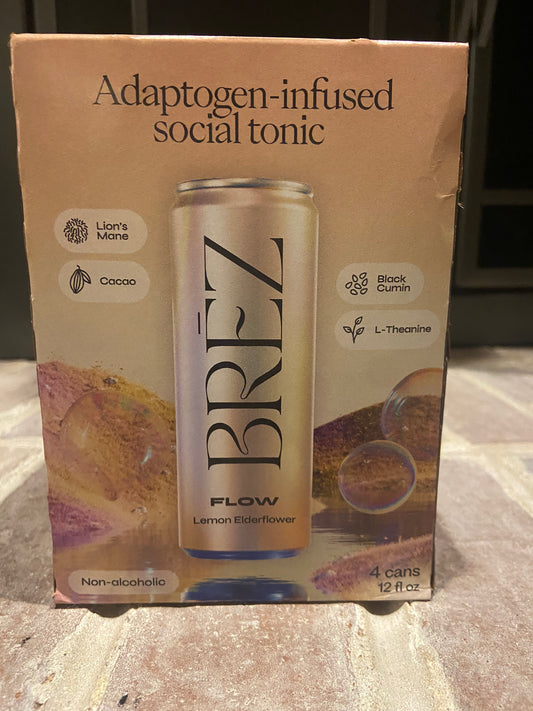 Adaptogen-infused
social tonic
Lion's
Mane
Cacao
Black
Cumin
L-Theanine
BRĒZ
FLOW
Lemon Elderflower
Non-alcoholic
4 cans
12 fl oz